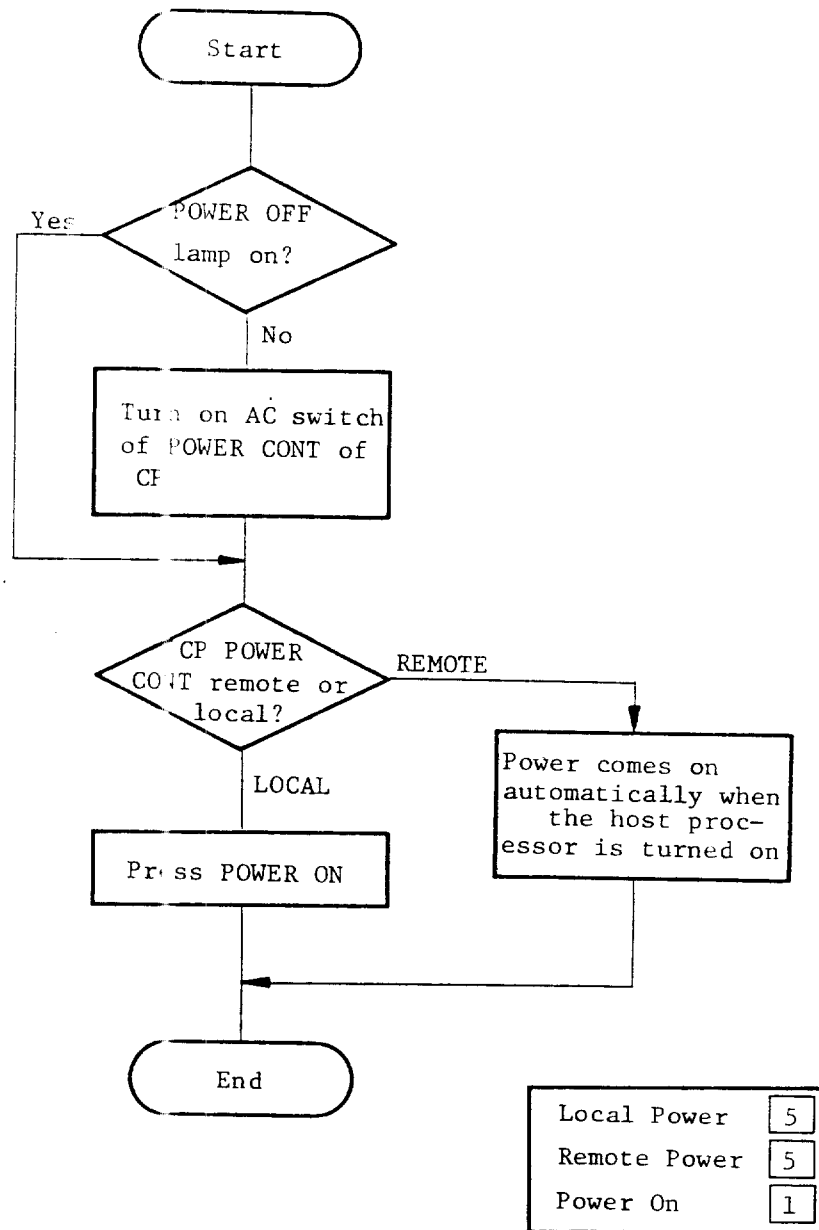 Start
POWER OFF
lamp on?
Yes
No
Turn on AC switch
of POWER CONT of
CP
CP POWER
CONT remote or
local?
REMOTE
LOCAL
Power comes on
automatically when
the host proc-
essor is turned on
Press POWER ON
End
Local Power 5
Remote Power 5
Power On 1